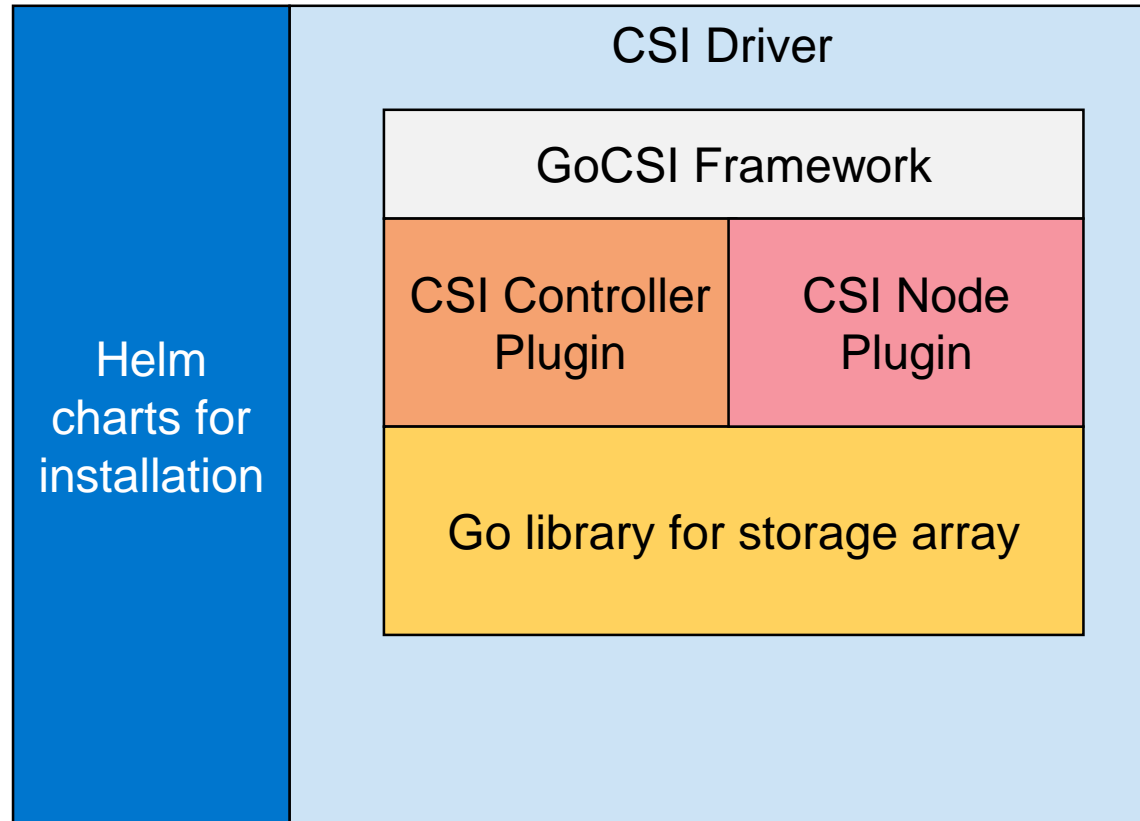 CSI Driver
GoCSI Framework
CSI Controller
Plugin
CSI Node
Plugin
Helm
charts for
installation
Go library for storage array